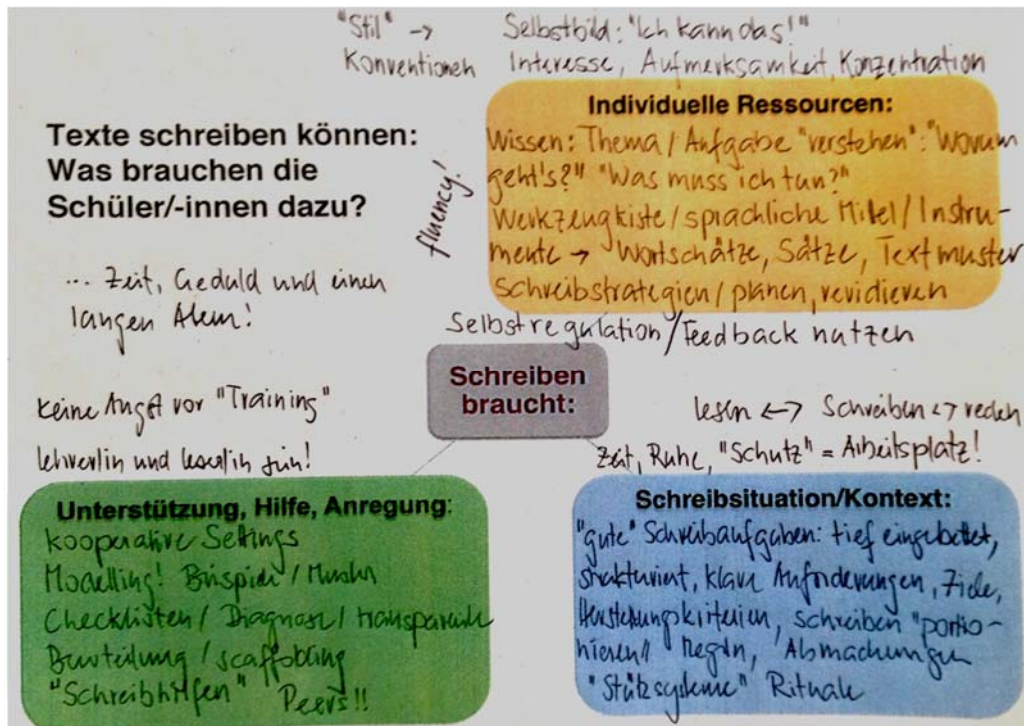 "Stil" →
Konventionen
Selbstbild: "Ich kann das!"
Interesse, Aufmerksamkeit, Konzentration
Texte schreiben können:
Was brauchen die
Schüler/-innen dazu?
... Zeit, Geduld und einen
langen Atem!
fluency!
Individuelle Ressourcen:
Wissen: Thema / Aufgabe "verstehen": "Worum
geht's?" "Was muss ich tun?"
Werkzeugkiste / sprachliche Mittel / Instru-
mente → Wortschätze, Sätze, Textmuster
Schreibstrategien / planen, revidieren
Selbstregulation / Feedback nutzen
Schreiben
braucht:
keine Angst vor "Training"
lehrer/in und leser/in sein!
Unterstützung, Hilfe, Anregung:
kooperative Settings
Modelling! Beispiele / Muster
Checklisten / Diagnose / transparente
Beurteilung / scaffolding
"Schreibhilfen" Peers!!
lesen ↔ Schreiben ↔ reden
Zeit, Ruhe, "Schutz" = Arbeitsplatz!
Schreibsituation/Kontext:
"gute" Schreibaufgaben: tief eingebettet,
strukturiert, klare Anforderungen, Ziele,
schreiben "portio-
nieren" Regeln, Abmachungen
"Stützsysteme" Rituale